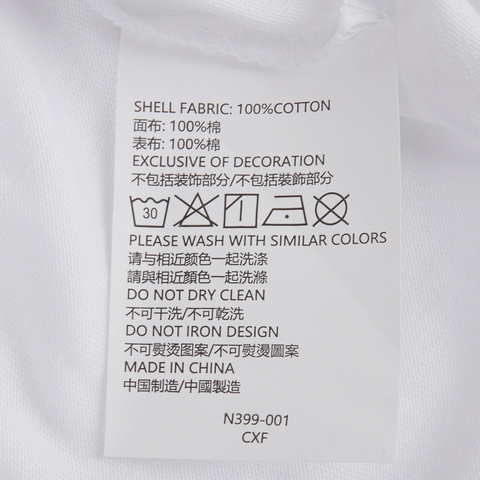 SHELL FABRIC: 100%COTTON
面布: 100%棉
表布: 100%棉
EXCLUSIVE OF DECORATION
不包括装饰部分/不包括裝飾部分
30
PLEASE WASH WITH SIMILAR COLORS
请与相近颜色一起洗涤
請與相近顏色一起洗滌
DO NOT DRY CLEAN
不可干洗/不可乾洗
DO NOT IRON DESIGN
不可熨烫图案/不可熨燙圖案
MADE IN CHINA
中国制造/中國製造
N399-001
CXF